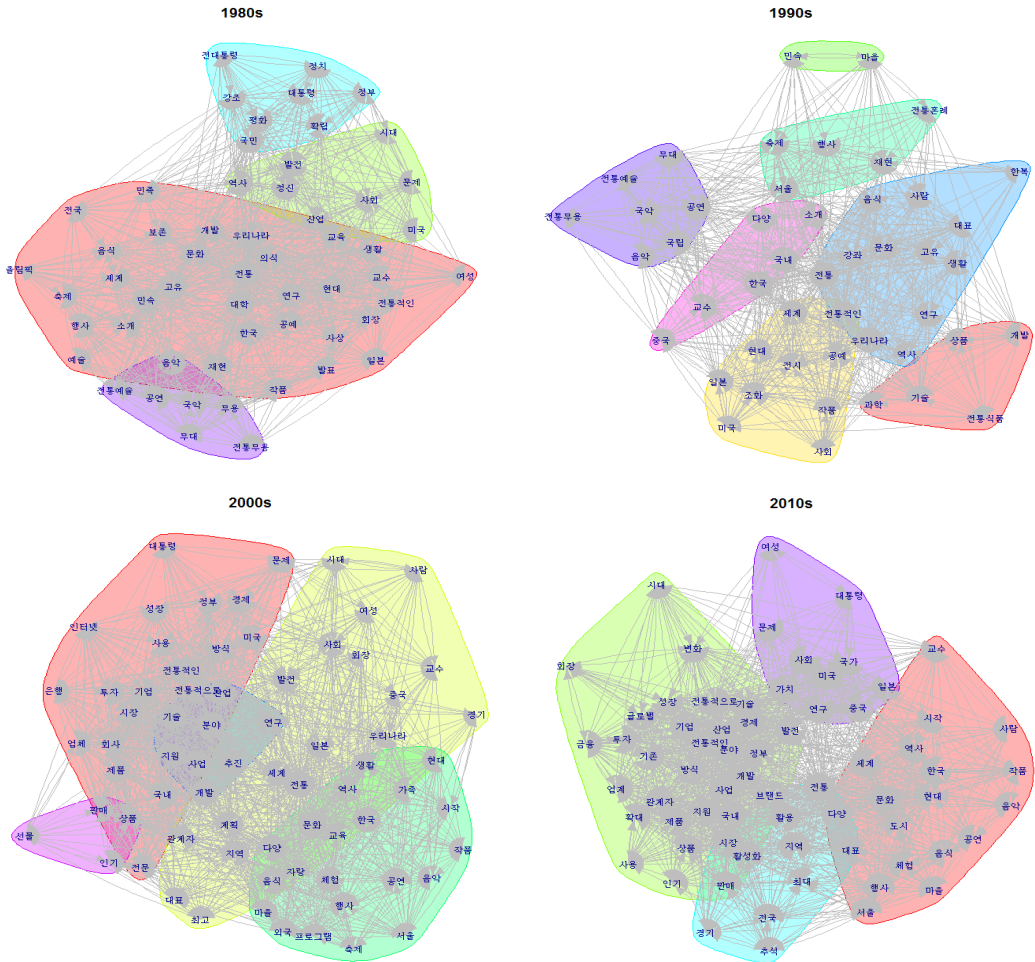 1980s
전대통령
정치
강조
대통령
정부
평화
확립
국민
시대
발전
역사
정신
문제
사회
산업
미국
민족
전국
보존
개발
우리나라
교육
생활
음식
문화
의식
올림픽
세계
고유
전통
교수
여성
축제
민속
대학
연구
현대
전통적인
행사
소개
한국
공예
사상
회장
예술
음악
재현
발표
일본
작품
전통예술
공연
국악
무용
무대
전통무용
1990s
민속
마을
전통혼례
축제
행사
재현
서울
무대
전통예술
국악
공연
전통무용
국립
음악
한복
음식
사람
대표
다양
소개
강좌
문화
고유
생활
국내
전통
한국
교수
중국
세계
전통적인
연구
우리나라
역사
현대
전시
공예
일본
조화
작품
미국
사회
상품
개발
과학
기술
전통식품
2000s
대통령
문제
성장
정부
경제
인터넷
사용
방식
미국
전통적인
은행
투자
기업
전통적으로
산업
시장
기술
분야
연구
업체
회사
지원
사업
추진
제품
국내
개발
판매
상품
선물
인기
전문
관계자
시대
사람
여성
사회
회장
교수
발전
중국
경기
우리나라
일본
생활
현대
세계
전통
역사
가족
계획
문화
한국
시작
교육
지역
다양
작품
자랑
음식
체험
공연
음악
대표
최고
마을
행사
외국
프로그램
축제
서울
2010s
여성
시대
대통령
문제
변화
회장
사회
국가
교수
미국
가치
일본
성장
전통적으로
기술
글로벌
연구
중국
시작
사람
기업
산업
경제
발전
투자
전통적인
금융
기존
분야
정부
역사
세계
한국
작품
방식
개발
업계
사업
전통
관계자
브랜드
문화
현대
음악
확대
제품
지원
국내
활용
다양
도시
공연
시장
지역
대표
음식
사용
상품
활성화
체험
인기
판매
최대
행사
마을
전국
서울
경기
추석